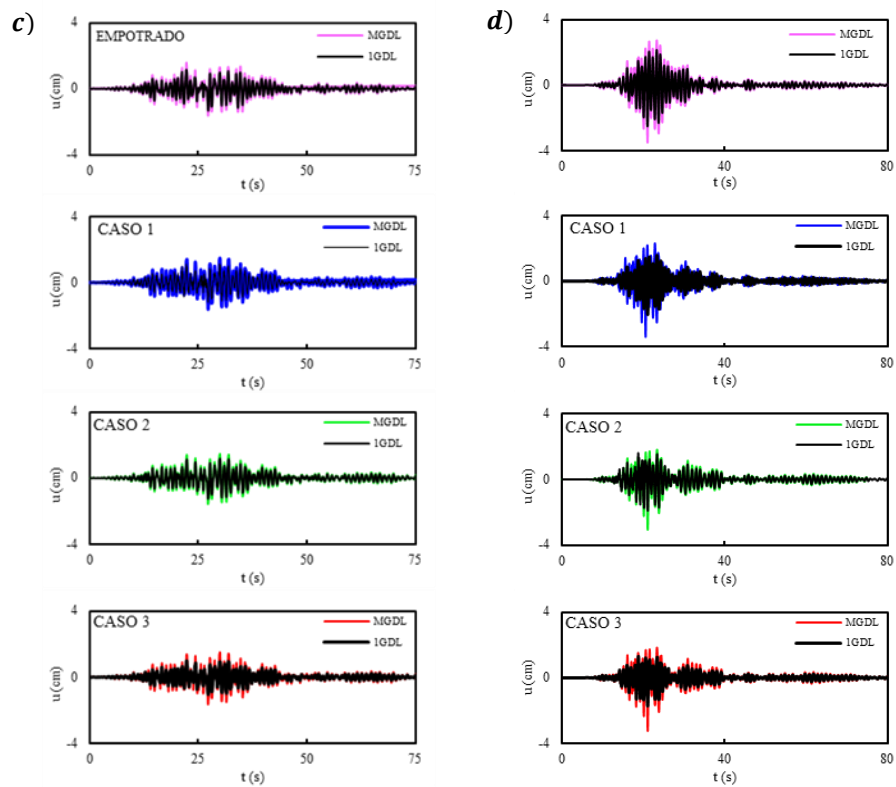 c)
EMPOTRADO
MGDL
1GDL
4
0
-4
u (cm)
0
25
50
75
t (s)
CASO 1
MGDL
1GDL
4
0
-4
u (cm)
0
25
50
75
t (s)
CASO 2
MGDL
1GDL
4
0
-4
u (cm)
0
25
50
75
t (s)
CASO 3
MGDL
1GDL
4
0
-4
u (cm)
0
25
50
75
t (s)
d)
MGDL
1GDL
4
0
-4
u (cm)
0
40
80
t (s)
CASO 1
MGDL
1GDL
4
0
-4
u (cm)
0
40
80
t (s)
CASO 2
MGDL
1GDL
4
0
-4
u (cm)
0
40
80
t (s)
CASO 3
MGDL
1GDL
4
0
-4
u (cm)
0
40
80
t (s)